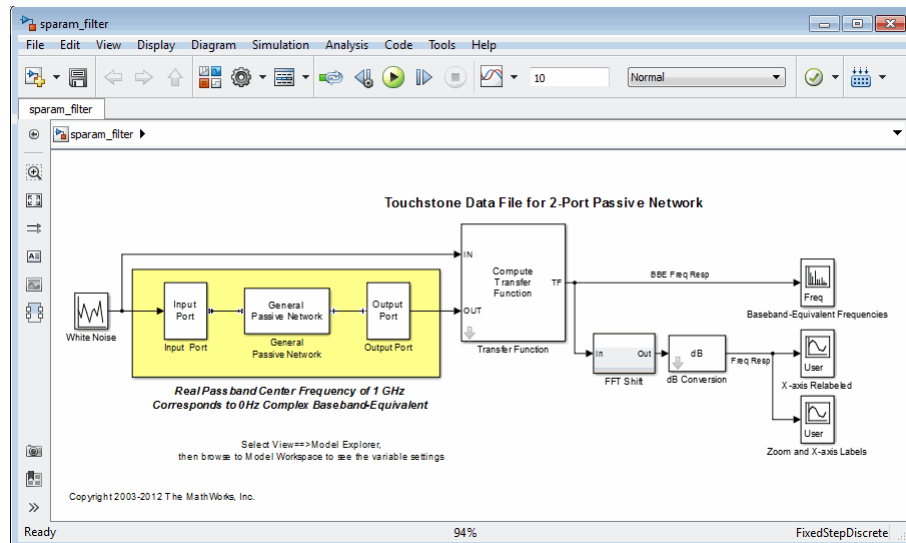 sparam_filter
File Edit View Display Diagram Simulation Analysis Code Tools Help
10 Normal
sparam_filter
sparam_filter
Touchstone Data File for 2-Port Passive Network
White Noise
Input
Port
Input Port
General
Passive Network
General
Passive Network
Output
Port
Output Port
IN
OUT
Compute
Transfer
Function
TF
Transfer Function
BBE Freq Resp
Freq
Baseband-Equivalent Frequencies
In Out
FFT Shift
dB
dB Conversion
Freq Resp
User
X-axis Relabeled
User
Zoom and X-axis Labels
Real Passband Center Frequency of 1 GHz
Corresponds to 0Hz Complex Baseband-Equivalent
Select View==>Model Explorer,
then browse to Model Workspace to see the variable settings
Copyright 2003-2012 The MathWorks, Inc.
Ready 94% FixedStepDiscrete